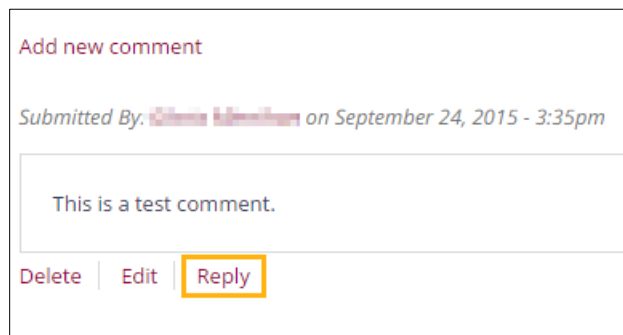 Add new comment
Submitted By: on September 24, 2015 - 3:35pm
This is a test comment.
Delete Edit Reply